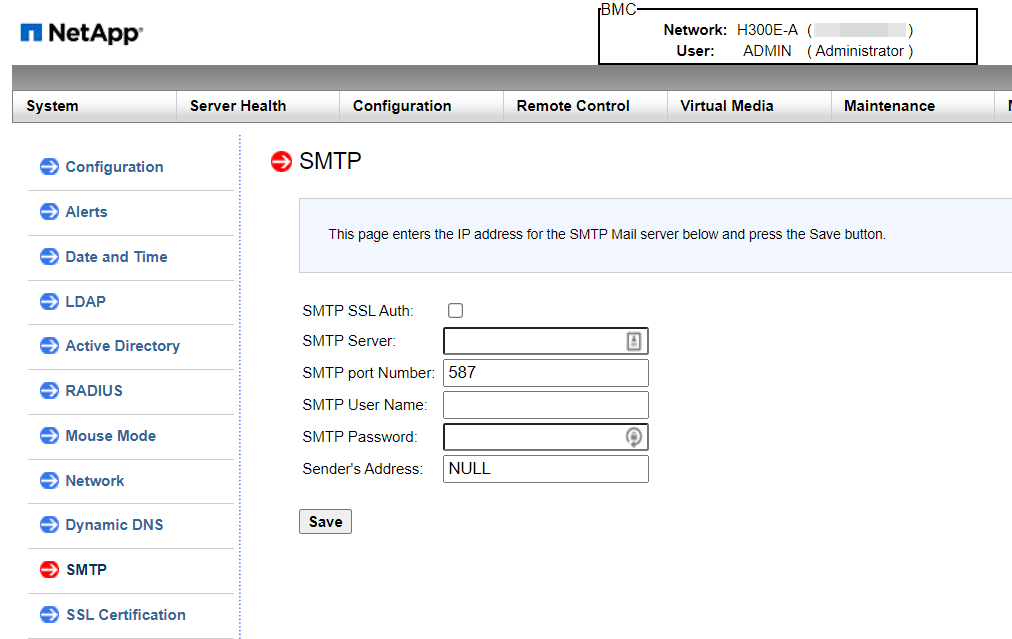 NetApp
BMC
Network: H300E-A ( )
User: ADMIN ( Administrator )
System Server Health Configuration Remote Control Virtual Media Maintenance
Configuration
Alerts
Date and Time
LDAP
Active Directory
RADIUS
Mouse Mode
Network
Dynamic DNS
SMTP
SSL Certification
SMTP
This page enters the IP address for the SMTP Mail server below and press the Save button.
SMTP SSL Auth:
SMTP Server:
SMTP port Number: 587
SMTP User Name:
SMTP Password:
Sender's Address: NULL
Save